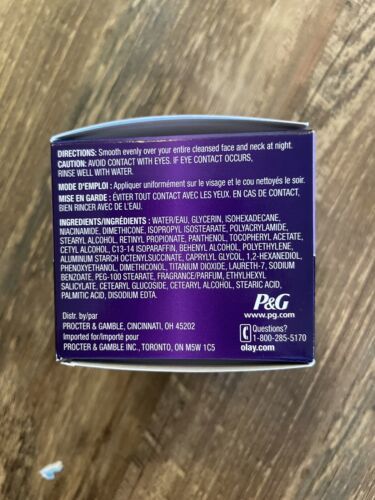 DIRECTIONS: Smooth evenly over your entire cleansed face and neck at night.
CAUTION: AVOID CONTACT WITH EYES. IF EYE CONTACT OCCURS,
RINSE WELL WITH WATER.
MODE D'EMPLOI : Appliquer uniformément sur le visage et le cou nettoyés le soir.
MISE EN GARDE : ÉVITER TOUT CONTACT AVEC LES YEUX. EN CAS DE CONTACT,
BIEN RINCER AVEC DE L'EAU.
INGREDIENTS/INGRÉDIENTS : WATER/EAU, GLYCERIN, ISOHEXADECANE,
NIACINAMIDE, DIMETHICONE, ISOPROPYL ISOSTEARATE, POLYACRYLAMIDE,
STEARYL ALCOHOL, RETINYL PROPIONATE, PANTHENOL, TOCOPHERYL ACETATE,
CETYL ALCOHOL, C13-14 ISOPARAFFIN, BEHENYL ALCOHOL, POLYETHYLENE,
ALUMINUM STARCH OCTENYLSUCCINATE, CAPRYLYL GLYCOL, 1,2-HEXANEDIOL,
PHENOXYETHANOL, DIMETHICONOL, TITANIUM DIOXIDE, LAURETH-7, SODIUM
BENZOATE, PEG-100 STEARATE, FRAGRANCE/PARFUM, ETHYLHEXYL
SALICYLATE, CETEARYL GLUCOSIDE, CETEARYL ALCOHOL, STEARIC ACID,
PALMITIC ACID, DISODIUM EDTA.
P&G
www.pg.com
Distr. by/par
PROCTER & GAMBLE, CINCINNATI, OH 45202
Imported for/importé pour
PROCTER & GAMBLE INC., TORONTO, ON M5W 1C5
Questions?
1-800-285-5170
olay.com